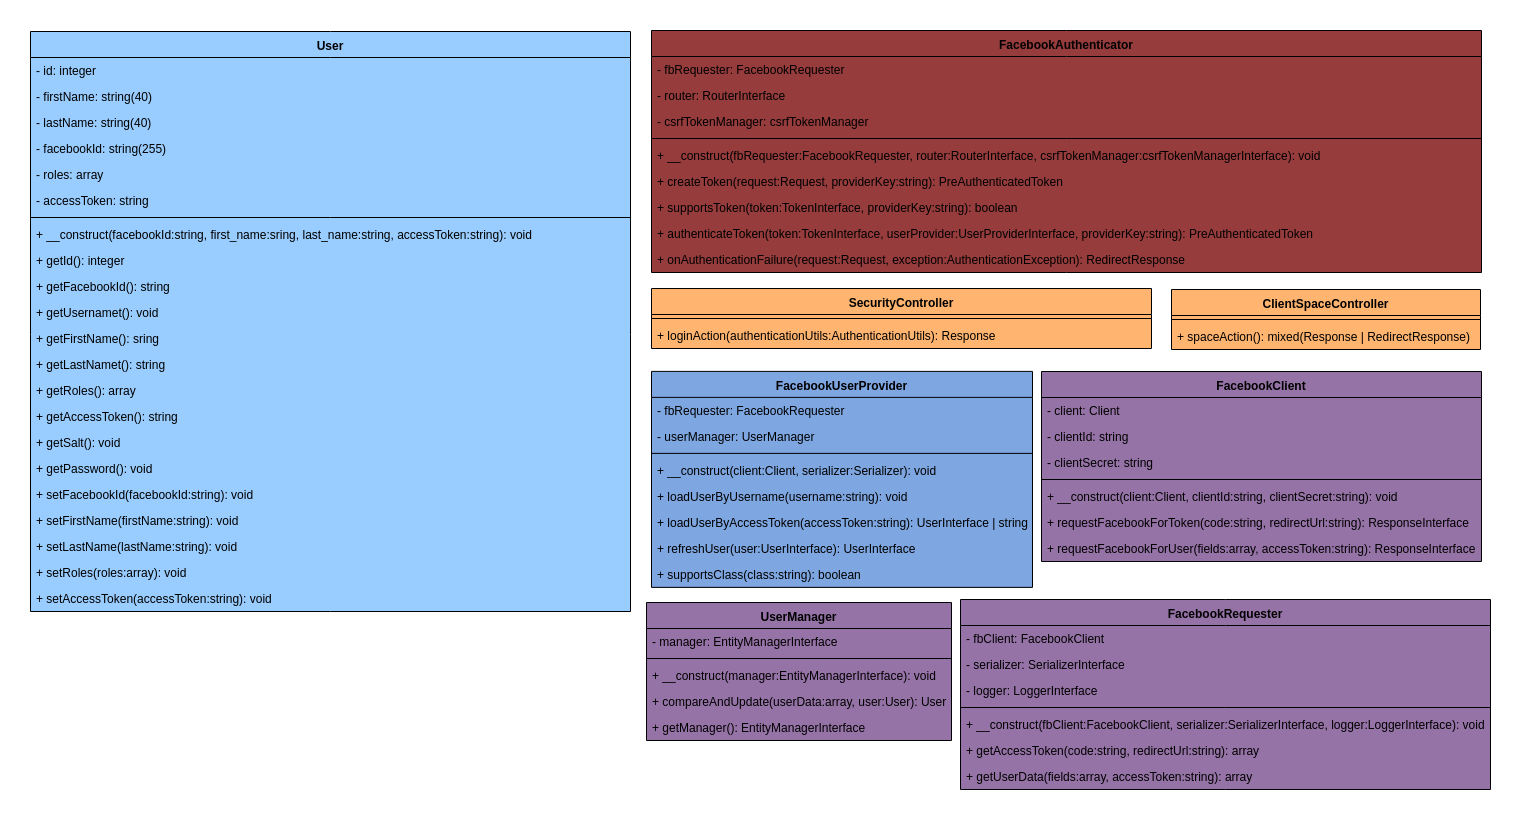 User
- id: integer
- firstName: string(40)
- lastName: string(40)
- facebookId: string(255)
- roles: array
- accessToken: string
+ __construct(facebookId:string, first_name:sring, last_name:string, accessToken:string): void
+ getId(): integer
+ getFacebookId(): string
+ getUsernamet(): void
+ getFirstName(): sring
+ getLastNamet(): string
+ getRoles(): array
+ getAccessToken(): string
+ getSalt(): void
+ getPassword(): void
+ setFacebookId(facebookId:string): void
+ setFirstName(firstName:string): void
+ setLastName(lastName:string): void
+ setRoles(roles:array): void
+ setAccessToken(accessToken:string): void
FacebookAuthenticator
- fbRequester: FacebookRequester
- router: RouterInterface
- csrfTokenManager: csrfTokenManager
+ __construct(fbRequester:FacebookRequester, router:RouterInterface, csrfTokenManager:csrfTokenManagerInterface): void
+ createToken(request:Request, providerKey:string): PreAuthenticatedToken
+ supportsToken(token:TokenInterface, providerKey:string): boolean
+ authenticateToken(token:TokenInterface, userProvider:UserProviderInterface, providerKey:string): PreAuthenticatedToken
+ onAuthenticationFailure(request:Request, exception:AuthenticationException): RedirectResponse
SecurityController
+ loginAction(authenticationUtils:AuthenticationUtils): Response
ClientSpaceController
+ spaceAction(): mixed(Response | RedirectResponse)
FacebookUserProvider
- fbRequester: FacebookRequester
- userManager: UserManager
+ __construct(client:Client, serializer:Serializer): void
+ loadUserByUsername(username:string): void
+ loadUserByAccessToken(accessToken:string): UserInterface | string
+ refreshUser(user:UserInterface): UserInterface
+ supportsClass(class:string): boolean
FacebookClient
- client: Client
- clientId: string
- clientSecret: string
+ __construct(client:Client, clientId:string, clientSecret:string): void
+ requestFacebookForToken(code:string, redirectUrl:string): ResponseInterface
+ requestFacebookForUser(fields:array, accessToken:string): ResponseInterface
UserManager
- manager: EntityManagerInterface
+ __construct(manager:EntityManagerInterface): void
+ compareAndUpdate(userData:array, user:User): User
+ getManager(): EntityManagerInterface
FacebookRequester
- fbClient: FacebookClient
- serializer: SerializerInterface
- logger: LoggerInterface
+ __construct(fbClient:FacebookClient, serializer:SerializerInterface, logger:LoggerInterface): void
+ getAccessToken(code:string, redirectUrl:string): array
+ getUserData(fields:array, accessToken:string): array